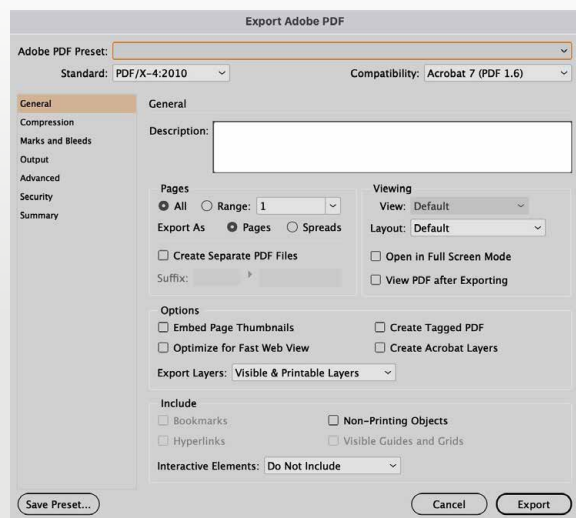 Export Adobe PDF
Adobe PDF Preset:
Standard: PDF/X-4:2010 Compatibility: Acrobat 7 (PDF 1.6)
General
Compression
Marks and Bleeds
Output
Advanced
Security
Summary
General
Description:
Pages
All Range: 1
Export As Pages Spreads
Create Separate PDF Files
Suffix:
Viewing
View: Default
Layout: Default
Open in Full Screen Mode
View PDF after Exporting
Options
Embed Page Thumbnails Create Tagged PDF
Optimize for Fast Web View Create Acrobat Layers
Export Layers: Visible & Printable Layers
Include
Bookmarks Non-Printing Objects
Hyperlinks Visible Guides and Grids
Interactive Elements: Do Not Include
Save Preset... Cancel Export